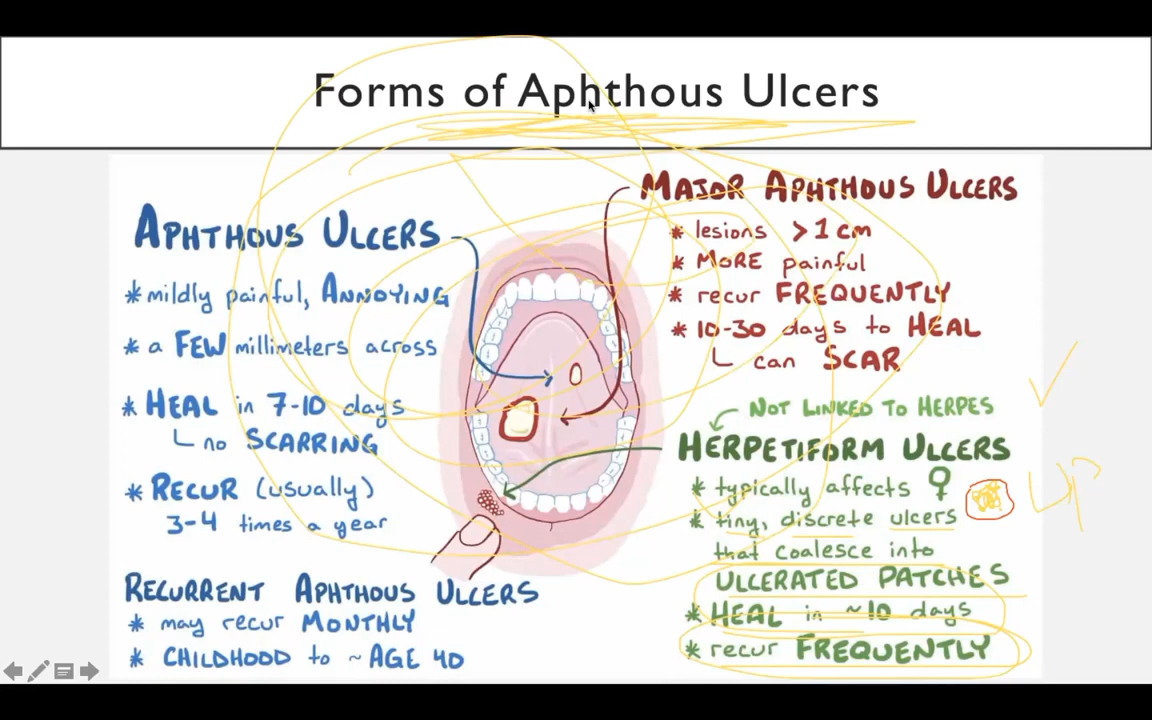 Forms of Aphthous Ulcers
APHTHOUS ULCERS
* mildly painful, ANNOYING
* a FEW millimeters across
* HEAL in 7-10 days
no SCARRING
* RECUR (usually)
3-4 times a year
RECURRENT APHTHOUS ULCERS
* may recur MONTHLY
* CHILDHOOD to ~ AGE 40
MAJOR APHTHOUS ULCERS
* lesions > 1 cm
* MORE painful
* recur FREQUENTLY
* 10-30 days to HEAL
can SCAR
NOT LINKED TO HERPES
HERPETIFORM ULCERS
* typically affects ♀
* tiny, discrete ulcers
that coalesce into
ULCERATED PATCHES
* HEAL in ~10 days
* recur FREQUENTLY